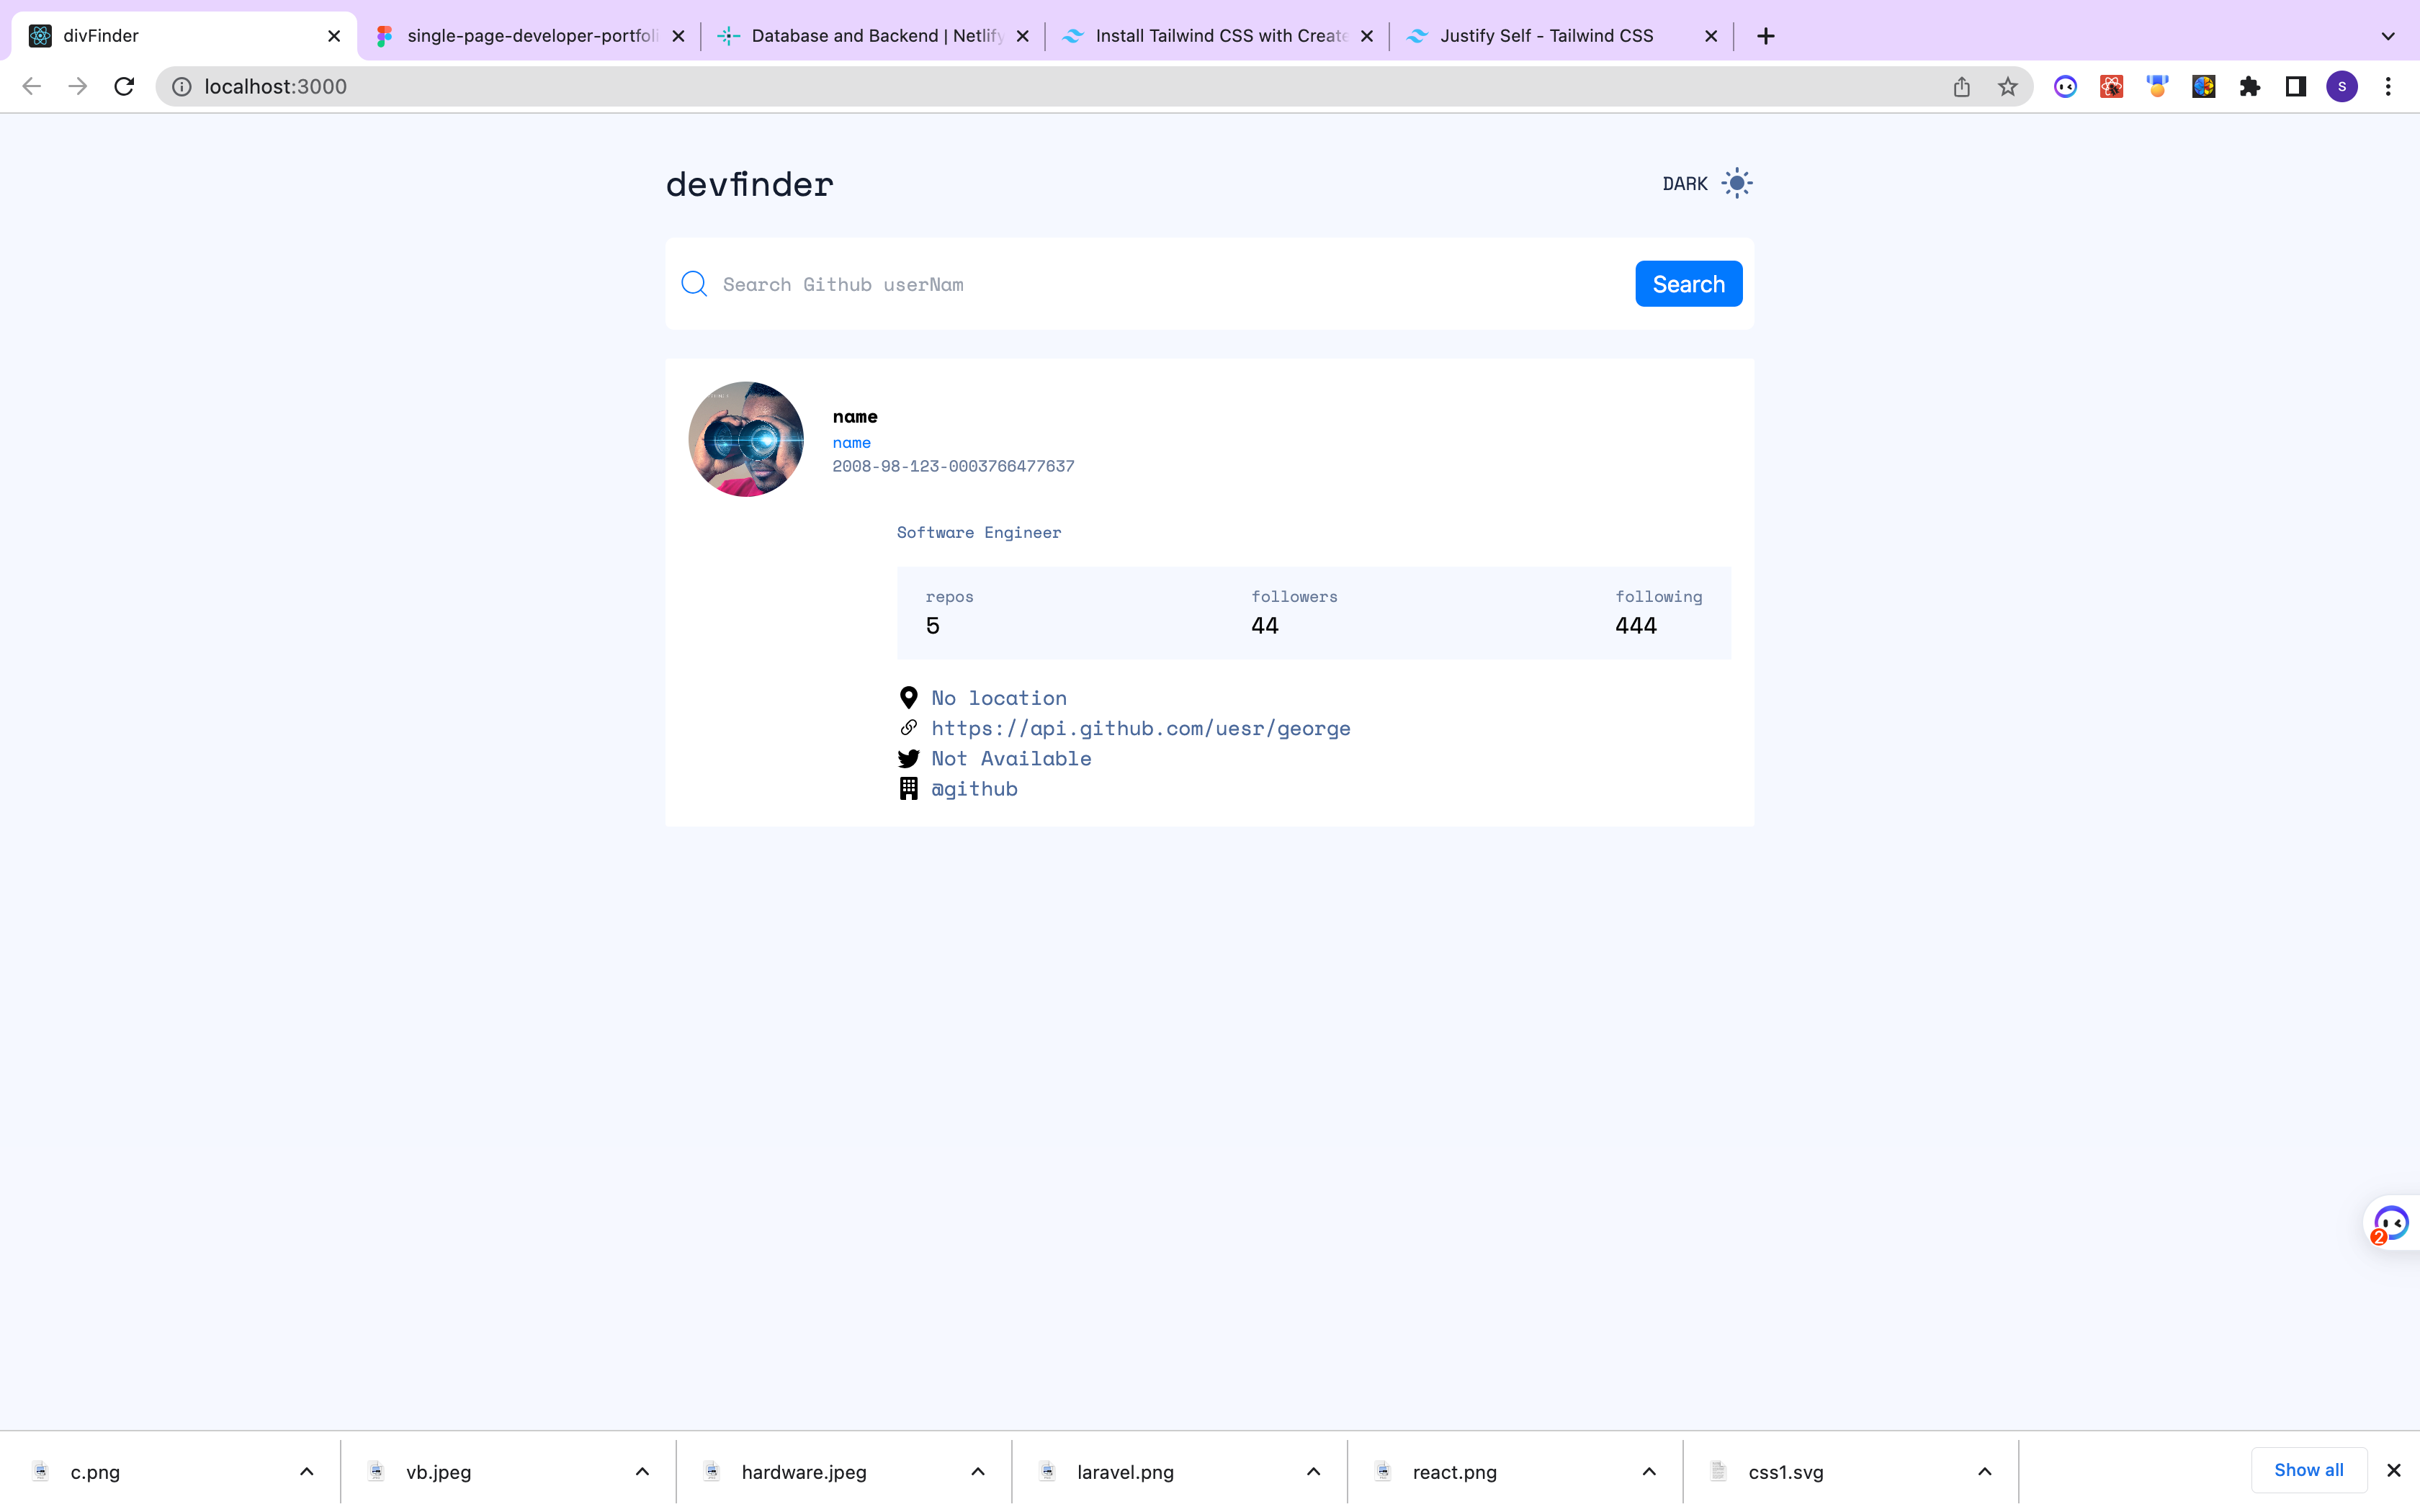 divFinder
single-page-developer-portfoli
Database and Backend | Netlify
Install Tailwind CSS with Create
Justify Self - Tailwind CSS
localhost:3000
S
devfinder
DARK
Search Github userNam
Search
name
name
2008-98-123-0003766477637
Software Engineer
repos followers following
5 44 444
No location
https://api.github.com/uesr/george
Not Available
@github
2
c.png
vb.jpeg
hardware.jpeg
laravel.png
react.png
css1.svg
Show all